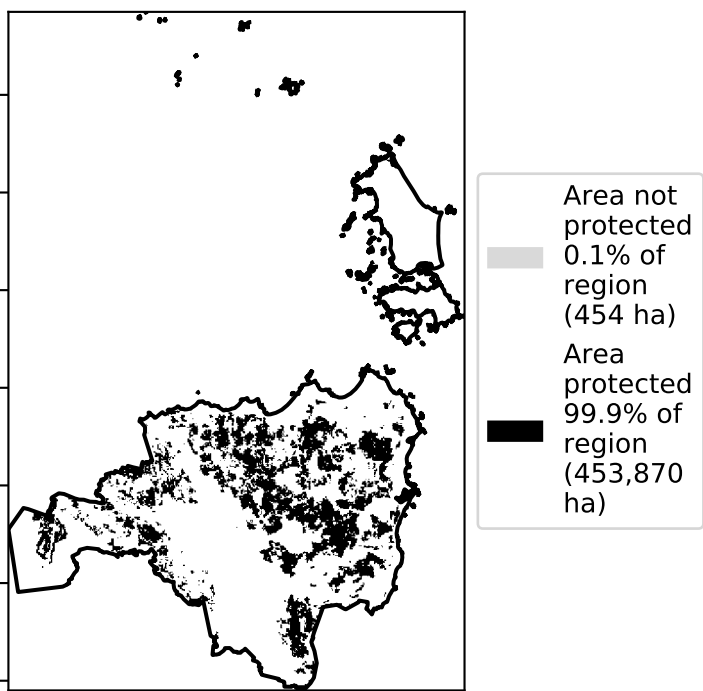 Area not
protected
0.1% of
region
(454 ha)
Area
protected
99.9% of
region
(453,870
ha)